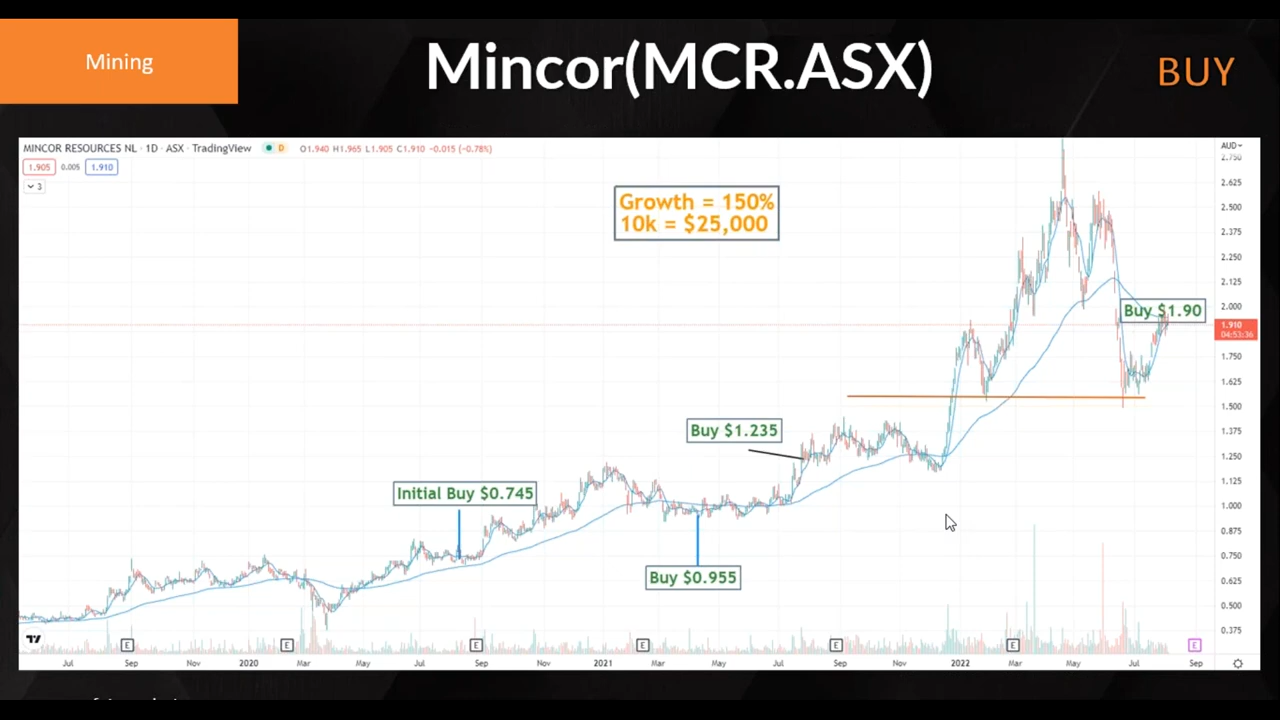 Mining
Mincor(MCR.ASX)
BUY
MINCOR RESOURCES NL · 1D · ASX · TradingView
D
O1.940 H1.965 L1.905 C1.910 -0.015 (-0.78%)
AUD
1.905
0.005
1.910
3
2.750
2.625
2.500
2.375
2.250
2.125
2.000
1.910
04:53:36
1.750
1.625
1.500
1.375
1.250
1.125
1.000
0.875
0.750
0.625
0.500
0.375
Growth = 150%
10k = $25,000
Buy $1.90
Buy $1.235
Initial Buy $0.745
Buy $0.955
E
E
E
E
E
E
E
Jul
Sep
Nov
2020
Mar
May
Jul
Sep
Nov
2021
Mar
May
Jul
Sep
Nov
2022
Mar
May
Jul
Sep